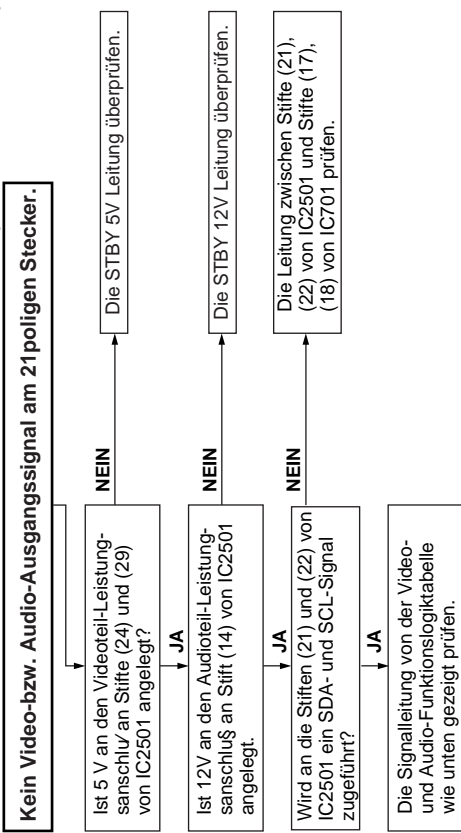 Kein Video-bzw. Audio-Ausgangssignal am 21poligen Stecker.
Ist 5 V an den Videoteil-Leistung-
sanschlu/ an Stifte (24) und (29)
von IC2501 angelegt?
NEIN
Die STBY 5V Leitung überprüfen.
JA
Ist 12V an den Audioteil-Leistung-
sanschlu§ an Stift (14) von IC2501
angelegt.
NEIN
Die STBY 12V Leitung überprüfen.
JA
Wird an die Stiften (21) und (22) von
IC2501 ein SDA- und SCL-Signal
zugeführt?
NEIN
Die Leitung zwischen Stifte (21),
(22) von IC2501 und Stifte (17),
(18) von IC701 prüfen.
JA
Die Signalleitung von der Video-
und Audio-Funktionslogiktabelle
wie unten gezeigt prüfen.